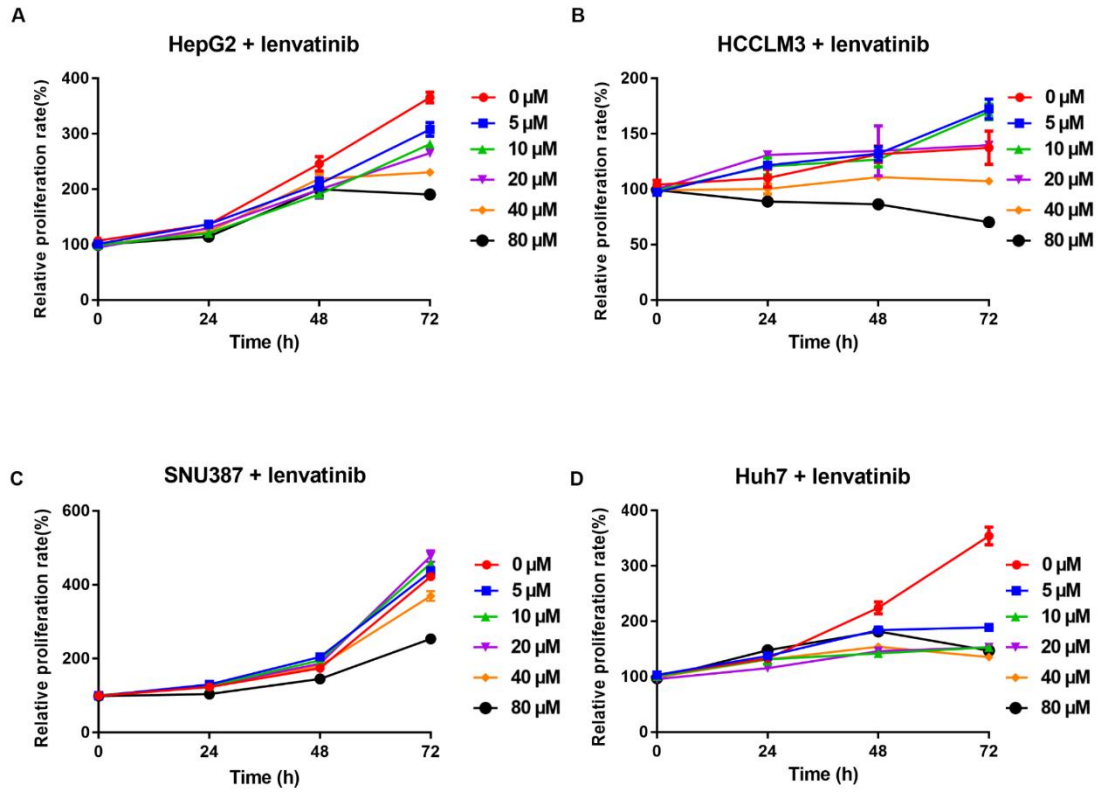 A
HepG2 + lenvatinib
Relative proliferation rate(%)
400
300
200
100
0
0 24 48 72
Time (h)
0 µM
5 µM
10 µM
20 µM
40 µM
80 µM
B
HCCLM3 + lenvatinib
Relative proliferation rate(%)
200
150
100
50
0
0 24 48 72
Time (h)
0 µM
5 µM
10 µM
20 µM
40 µM
80 µM
C
SNU387 + lenvatinib
Relative proliferation rate(%)
600
400
200
0
0 24 48 72
Time (h)
0 µM
5 µM
10 µM
20 µM
40 µM
80 µM
D
Huh7 + lenvatinib
Relative proliferation rate(%)
400
300
200
100
0
0 24 48 72
Time (h)
0 µM
5 µM
10 µM
20 µM
40 µM
80 µM